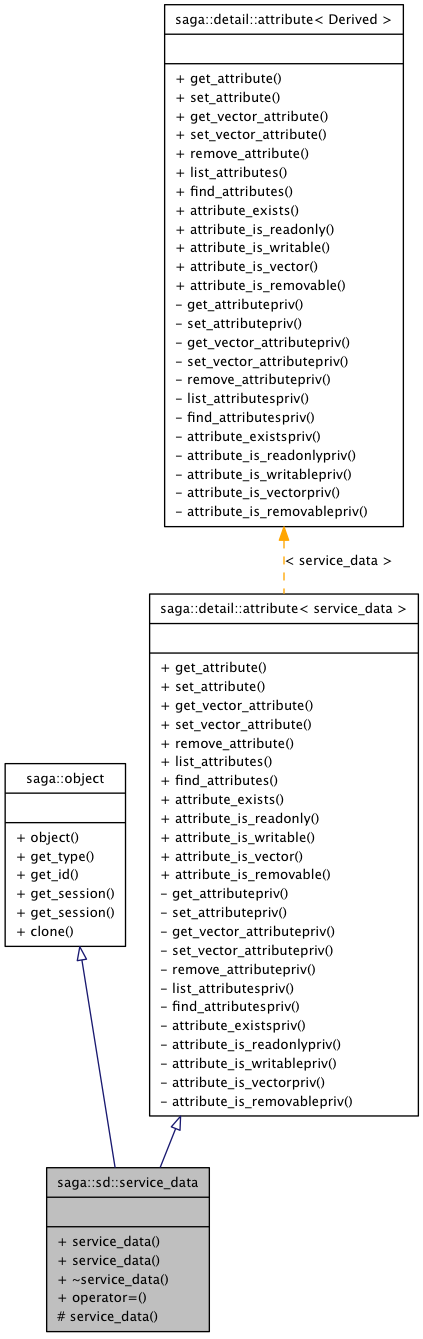 saga::detail::attribute< Derived >
+ get_attribute()
+ set_attribute()
+ get_vector_attribute()
+ set_vector_attribute()
+ remove_attribute()
+ list_attributes()
+ find_attributes()
+ attribute_exists()
+ attribute_is_readonly()
+ attribute_is_writable()
+ attribute_is_vector()
+ attribute_is_removable()
- get_attributepriv()
- set_attributepriv()
- get_vector_attributepriv()
- set_vector_attributepriv()
- remove_attributepriv()
- list_attributespriv()
- find_attributespriv()
- attribute_existspriv()
- attribute_is_readonlypriv()
- attribute_is_writablepriv()
- attribute_is_vectorpriv()
- attribute_is_removablepriv()
< service_data >
saga::detail::attribute< service_data >
+ get_attribute()
+ set_attribute()
+ get_vector_attribute()
+ set_vector_attribute()
+ remove_attribute()
+ list_attributes()
+ find_attributes()
+ attribute_exists()
+ attribute_is_readonly()
+ attribute_is_writable()
+ attribute_is_vector()
+ attribute_is_removable()
- get_attributepriv()
- set_attributepriv()
- get_vector_attributepriv()
- set_vector_attributepriv()
- remove_attributepriv()
- list_attributespriv()
- find_attributespriv()
- attribute_existspriv()
- attribute_is_readonlypriv()
- attribute_is_writablepriv()
- attribute_is_vectorpriv()
- attribute_is_removablepriv()
saga::object
+ object()
+ get_type()
+ get_id()
+ get_session()
+ get_session()
+ clone()
saga::sd::service_data
+ service_data()
+ service_data()
+ ~service_data()
+ operator=()
# service_data()